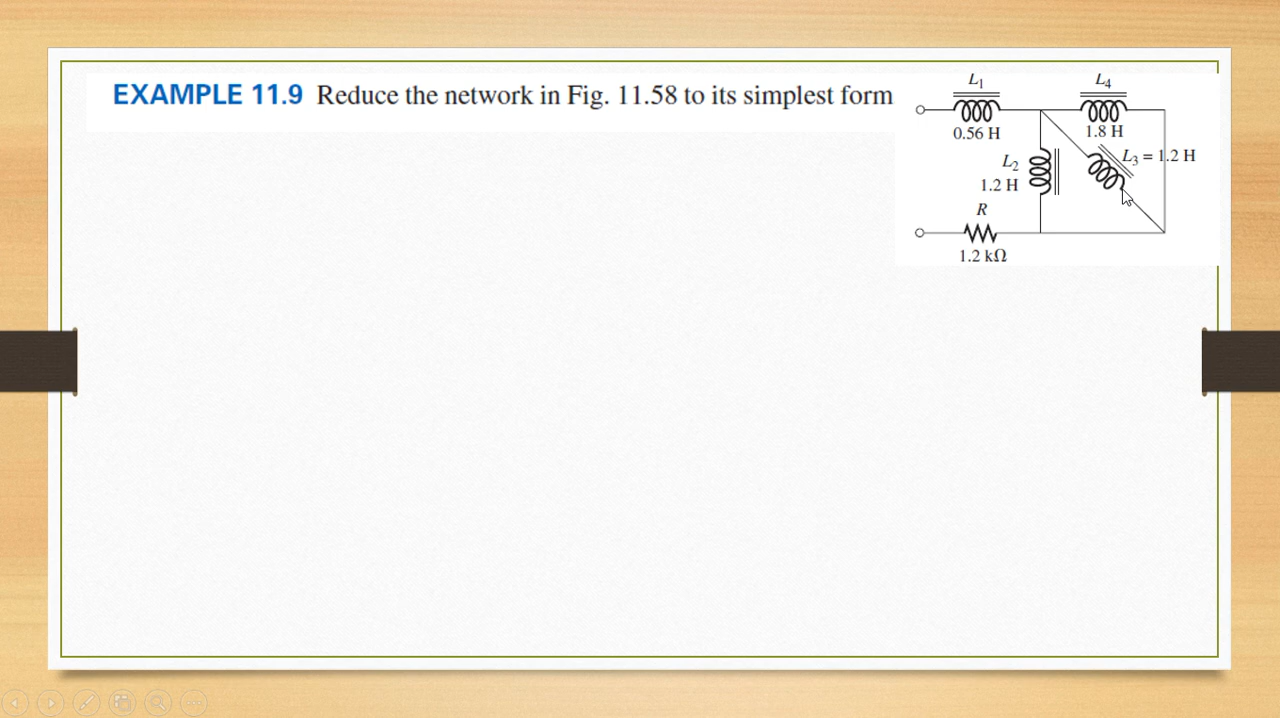 EXAMPLE 11.9 Reduce the network in Fig. 11.58 to its simplest form
L1
L4
0.56 H
1.8 H
L3 = 1.2 H
L2
1.2 H
R
1.2 kΩ